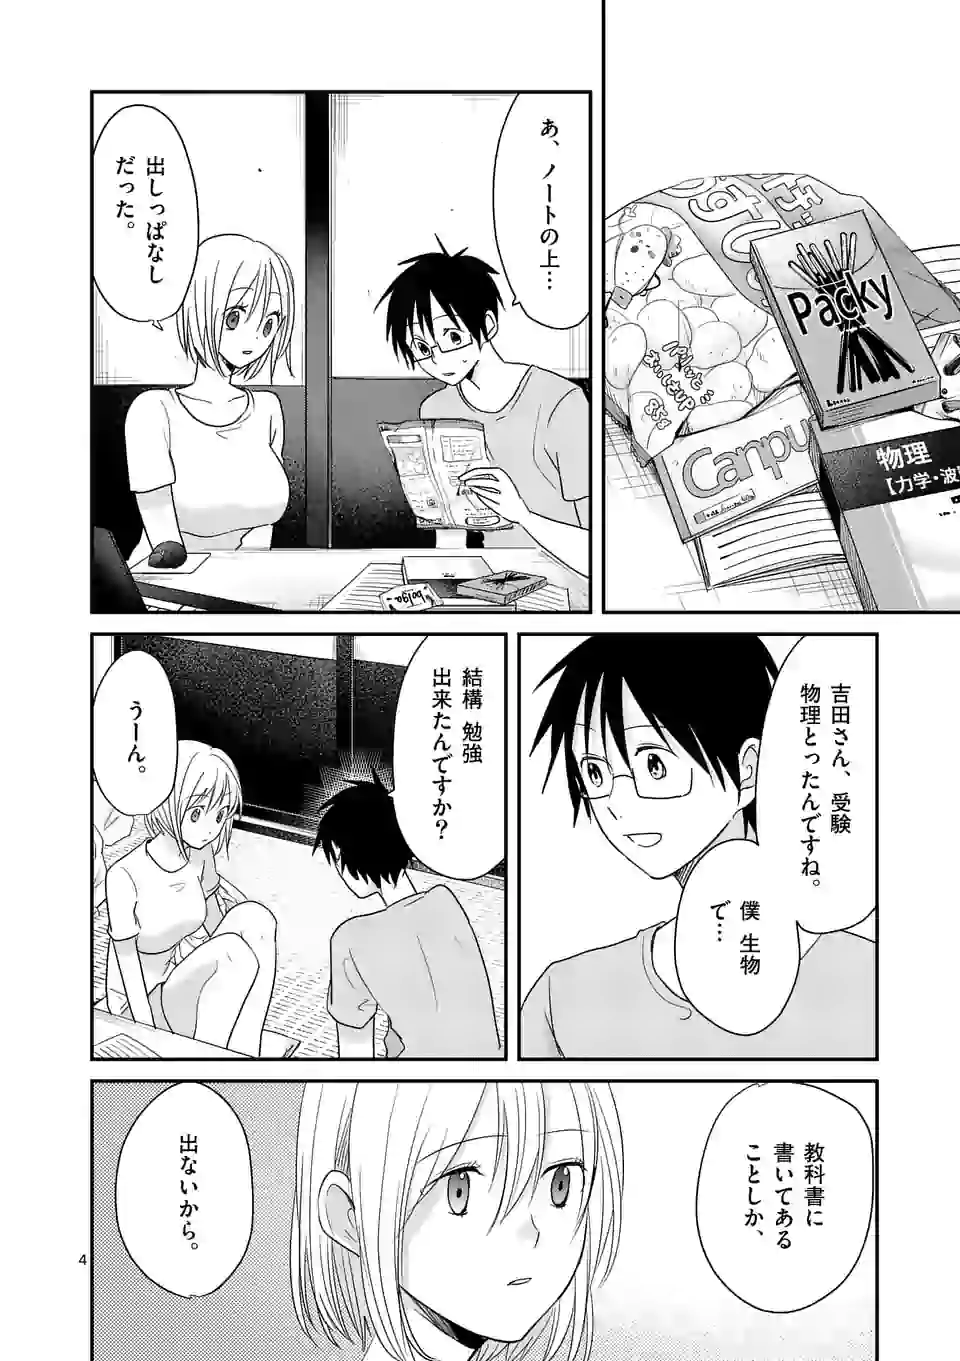 Packy
Canpu
物理
【力学・波
あ、ノートの上…
出しっぱなし
だった。
batga
吉田さん、受験
物理とったんですね。
僕 生物
で…
結構 勉強
出来たんですか？
うーん。
教科書に
書いてある
ことしか、
出ないから。
4